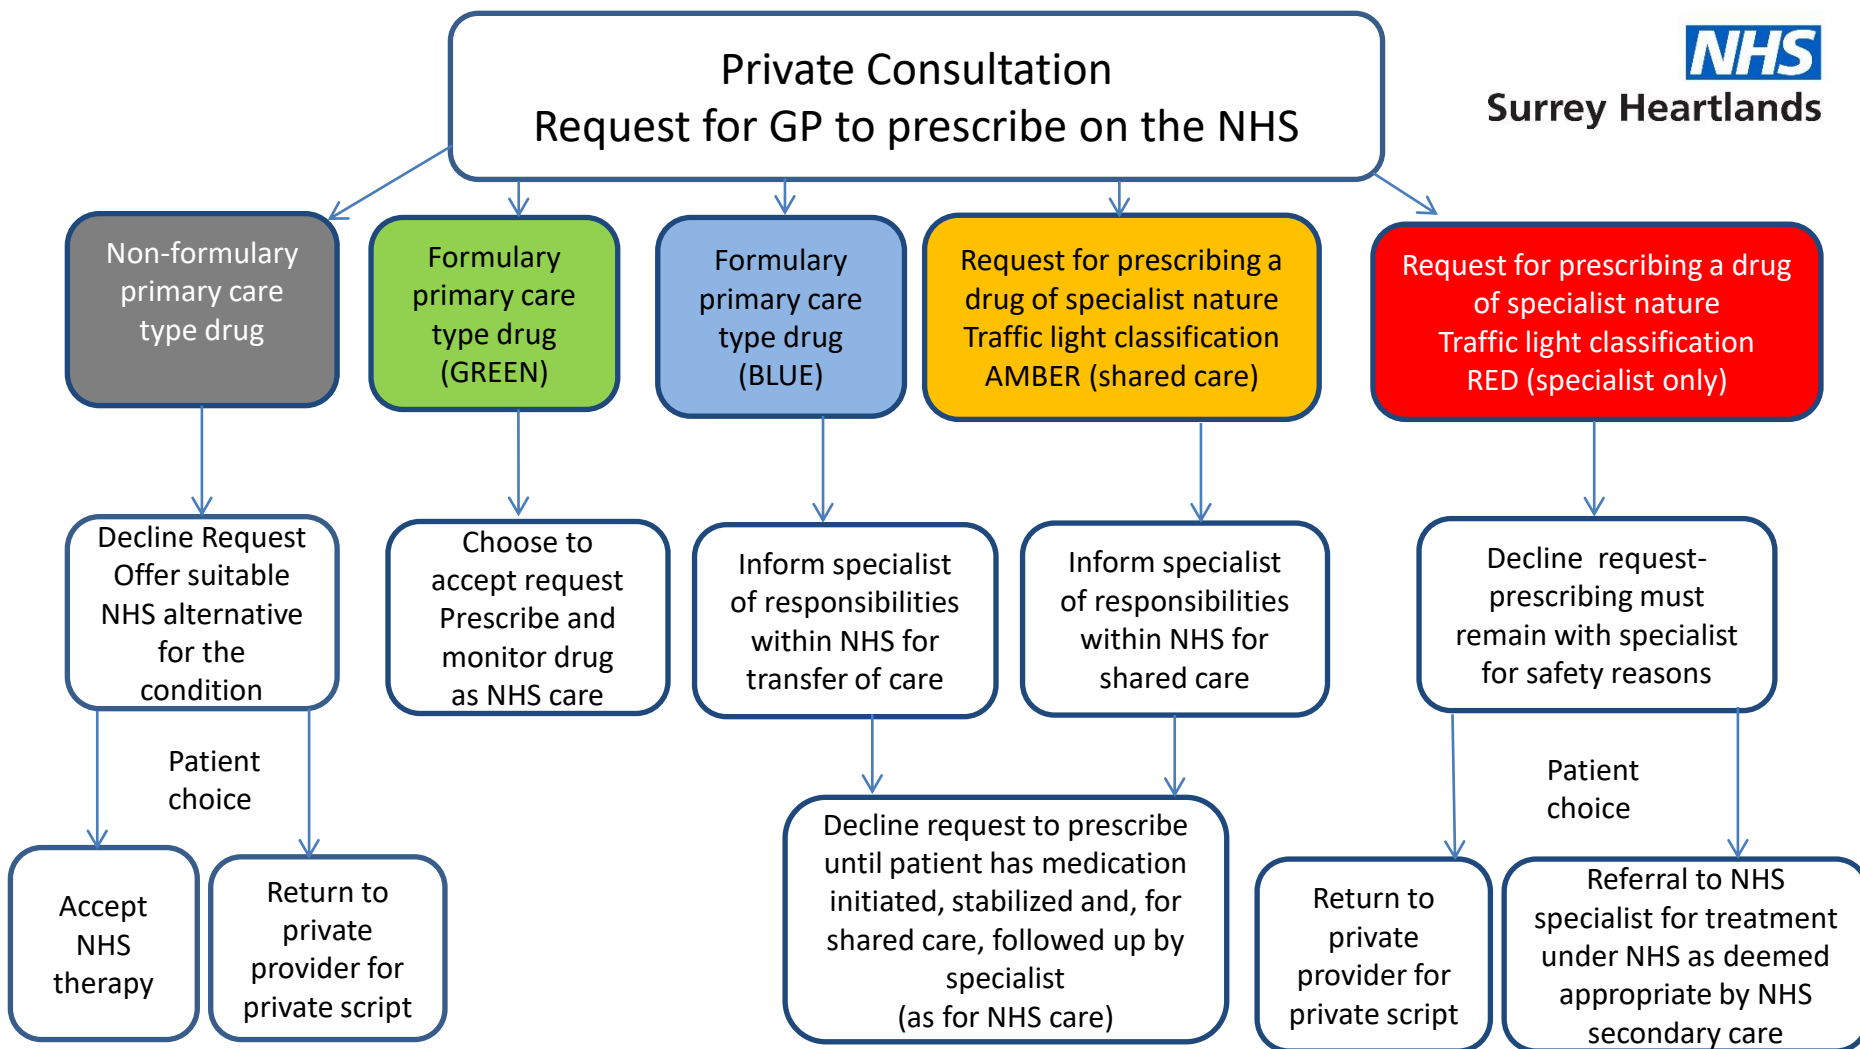 Private Consultation
Request for GP to prescribe on the NHS
NHS
Surrey Heartlands
Non-formulary
primary care
type drug
Formulary
primary care
type drug
(GREEN)
Formulary
primary care
type drug
(BLUE)
Request for prescribing a
drug of specialist nature
Traffic light classification
AMBER (shared care)
Request for prescribing a drug
of specialist nature
Traffic light classification
RED (specialist only)
Decline Request
Offer suitable
NHS alternative
for the
condition
Choose to
accept request
Prescribe and
monitor drug
as NHS care
Inform specialist
of responsibilities
within NHS for
transfer of care
Inform specialist
of responsibilities
within NHS for
shared care
Decline  request-
prescribing must
remain with specialist
for safety reasons
Patient
choice
Patient
choice
Accept
NHS
therapy
Return to
private
provider for
private script
Decline request to prescribe
until patient has medication
initiated, stabilized and, for
shared care, followed up by
specialist
(as for NHS care)
Return to
private
provider for
private script
Referral to NHS
specialist for treatment
under NHS as deemed
appropriate by NHS
secondary care